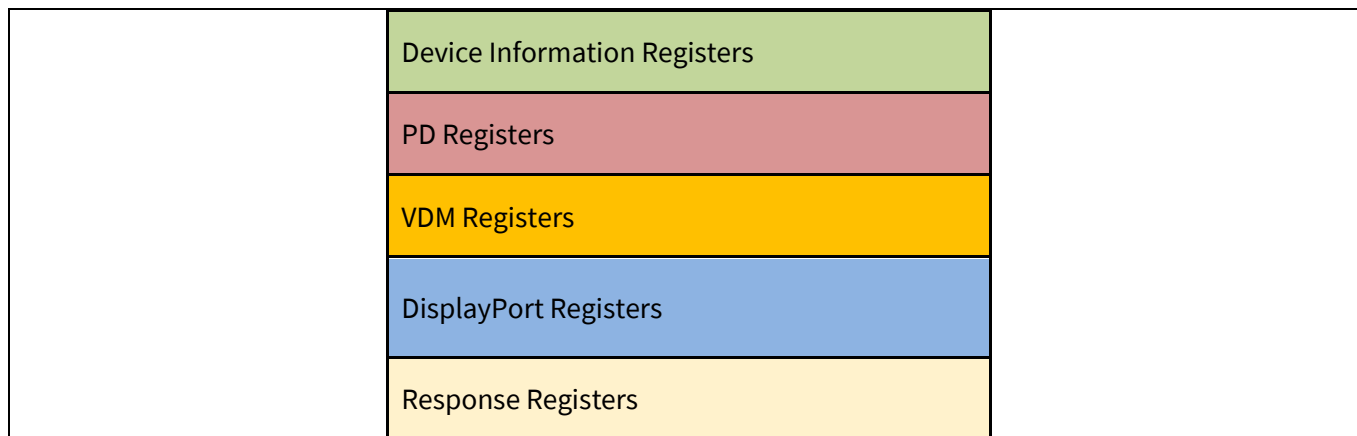 Device Information Registers
PD Registers
VDM Registers
DisplayPort Registers
Response Registers